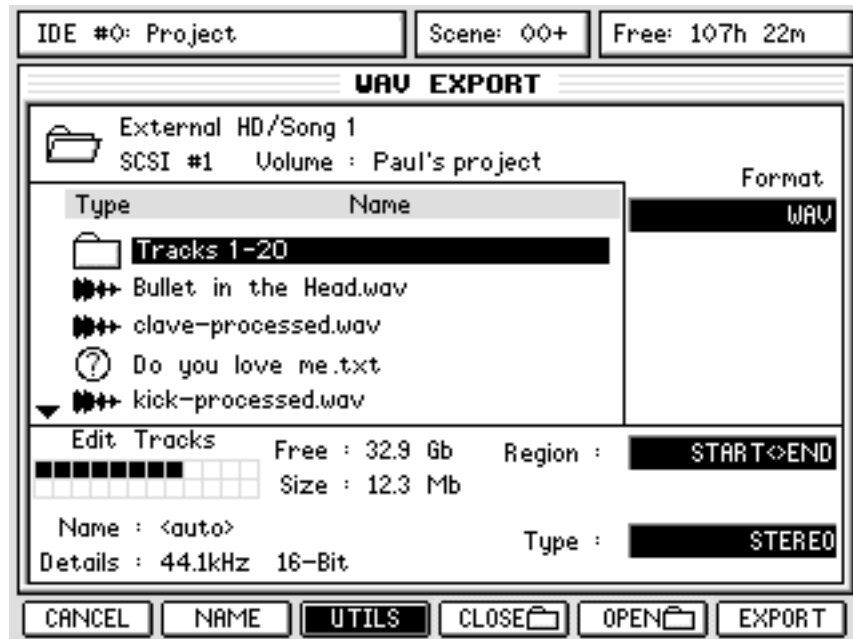 IDE #0: Project
Scene: 00+
Free: 107h 22m
WAV EXPORT
External HD/Song 1
SCSI #1 Volume : Paul's project
Format
WAV
Type Name
Tracks 1-20
Bullet in the Head.wav
clave-processed.wav
? Do you love me.txt
kick-processed.wav
Edit Tracks
Free : 32.9 Gb
Size : 12.3 Mb
Region : START<>END
Name : <auto>
Type : STEREO
Details : 44.1kHz 16-Bit
CANCEL NAME UTILS CLOSE OPEN EXPORT